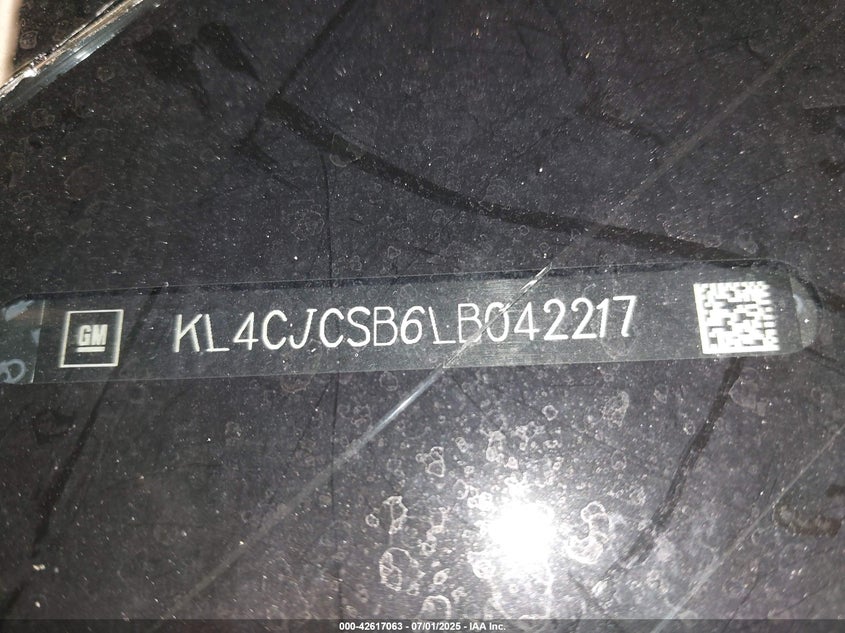 GM KL4CJCSB6LB042217
000-42617063 - 07/01/2025 - IAA Inc.